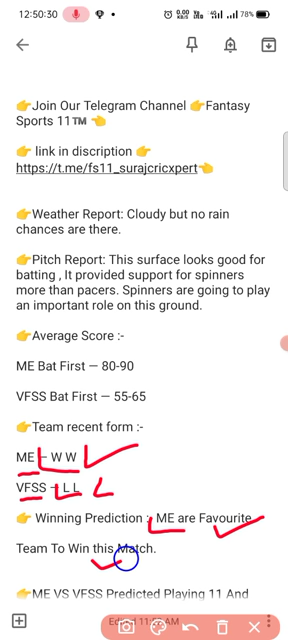 12:50:30
0.00 KB/S
4G
78%
👉Join Our Telegram Channel 👉Fantasy
Sports 11™ 👈
👉 link in discription 👉
https://t.me/fs11_surajcricxpert👈
👉Weather Report: Cloudy but no rain
chances are there.
👉Pitch Report: This surface looks good for
batting , It provided support for spinners
more than pacers. Spinners are going to play
an important role on this ground.
👉Average Score :-
ME Bat First — 80-90
VFSS Bat First — 55-65
👉Team recent form :-
ME – W W
VFSS – L L
👉 Winning Prediction : ME are Favourite
Team To Win this Match.
👉ME VS VFSS Predicted Playing 11 And